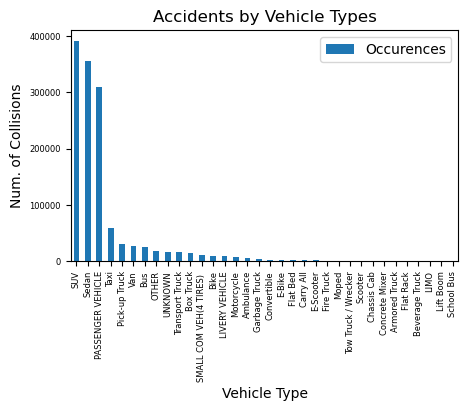 Accidents by Vehicle Types
Occurences
Num. of Collisions
400000
300000
200000
100000
0
SUV
Sedan
PASSENGER VEHICLE
Taxi
Pick-up Truck
Van
Bus
OTHER
UNKNOWN
Transport Truck
Box Truck
SMALL COM VEH(4 TIRES)
Bike
LIVERY VEHICLE
Motorcycle
Ambulance
Garbage Truck
Convertible
E-Bike
Flat Bed
Carry All
E-Scooter
Fire Truck
Moped
Tow Truck / Wrecker
Scooter
Chassis Cab
Concrete Mixer
Armored Truck
Flat Rack
Beverage Truck
LIMO
Lift Boom
School Bus
Vehicle Type